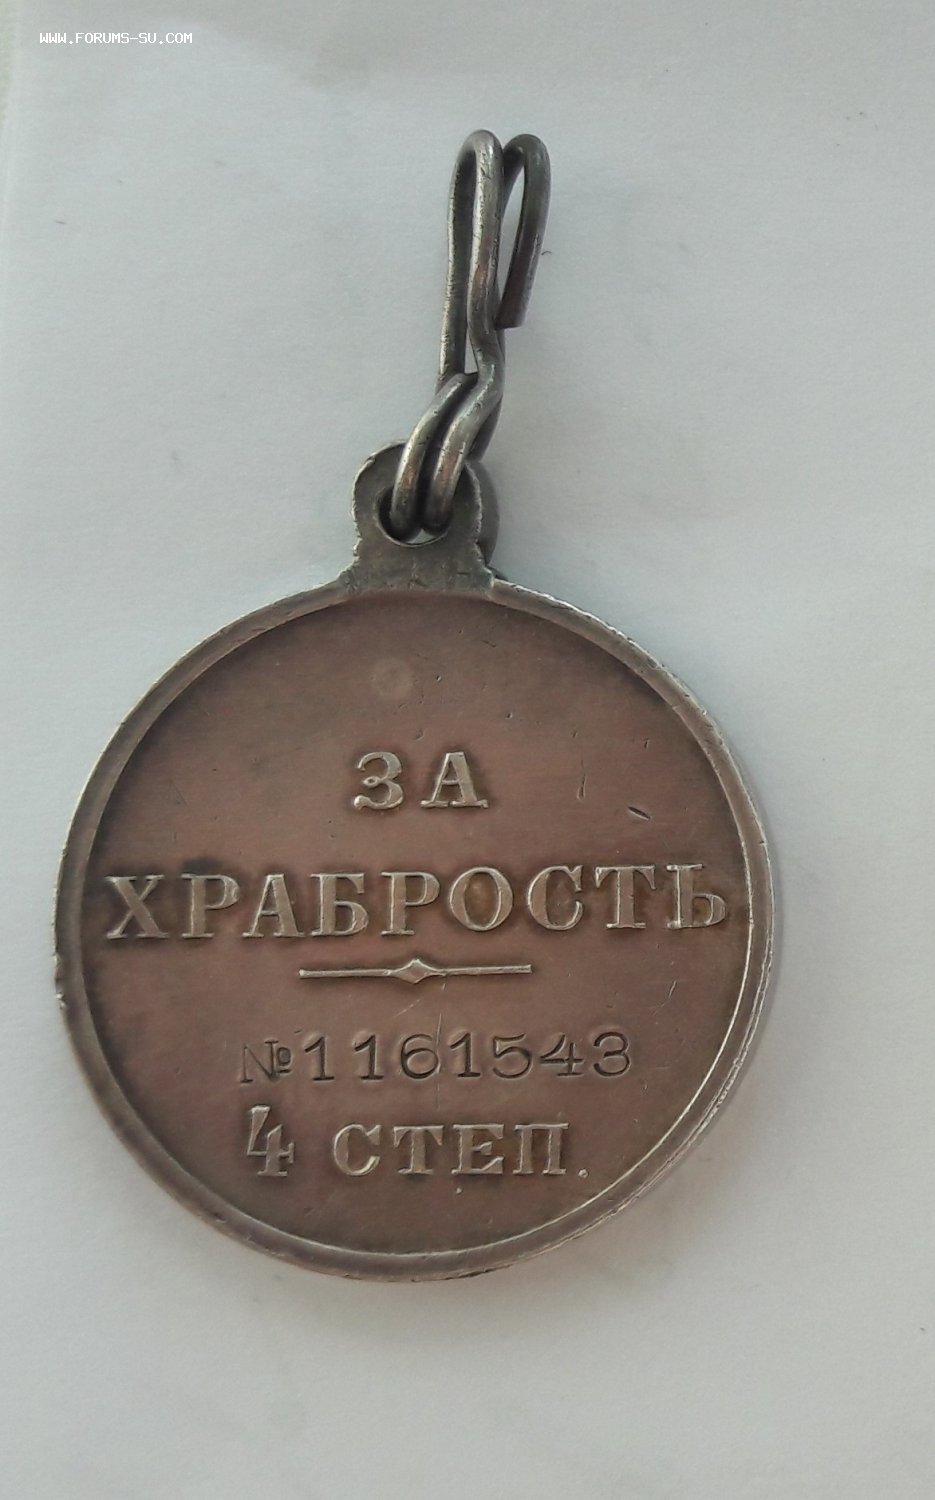 WWW.FORUMS-SU.COM
ЗА
ХРАБРОСТЬ
№1161543
4 СТЕП.